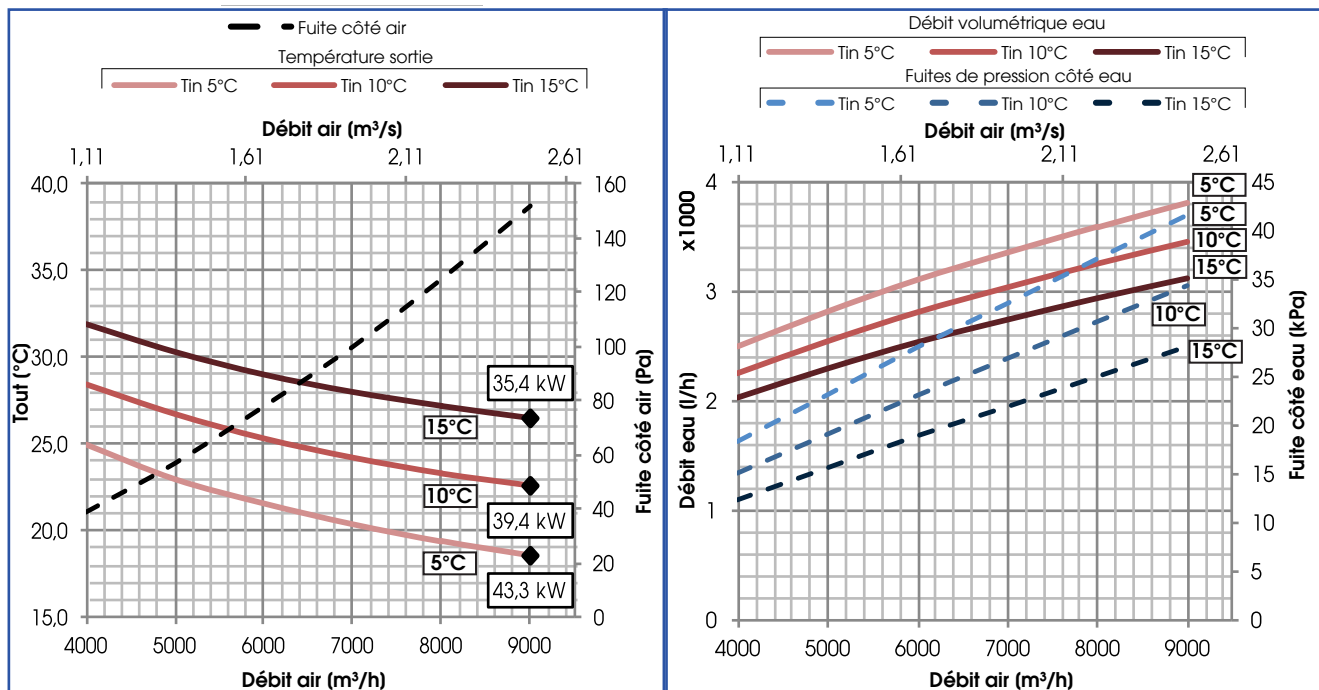 Fuite côté air
Température sortie
Tin 5°C Tin 10°C Tin 15°C
Débit air (m³/s)
1,11 1,61 2,11 2,61
40,0
35,0
30,0
25,0
20,0
15,0
Tout (°C)
160
140
120
100
80
60
40
20
0
Fuite côté air (Pa)
35,4 kW
15°C
10°C
39,4 kW
5°C
43,3 kW
4000 5000 6000 7000 8000 9000
Débit air (m³/h)
Débit volumétrique eau
Tin 5°C Tin 10°C Tin 15°C
Fuites de pression côté eau
Tin 5°C Tin 10°C Tin 15°C
Débit air (m³/s)
1,11 1,61 2,11 2,61
4
3
2
1
0
x1000
Débit eau (l/h)
45
40
35
30
25
20
15
10
5
0
Fuite côté eau (kPa)
5°C
5°C
10°C
15°C
10°C
15°C
4000 5000 6000 7000 8000 9000
Débit air (m³/h)